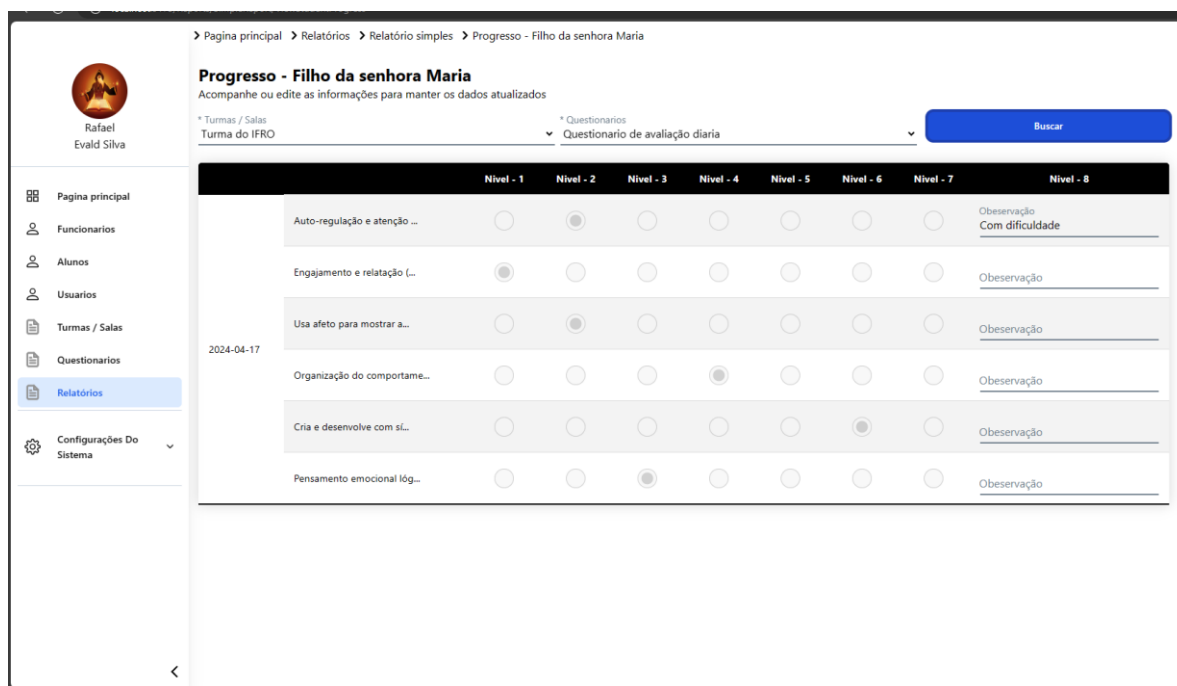 Pagina principal Relatórios Relatório simples Progresso - Filho da senhora Maria
Progresso - Filho da senhora Maria
Acompanhe ou edite as informações para manter os dados atualizados
* Turmas / Salas
Turma do IFRO
* Questionarios
Questionario de avaliação diaria
Buscar
Rafael
Evald Silva
Pagina principal
Funcionarios
Alunos
Usuarios
Turmas / Salas
Questionarios
Relatórios
Configurações Do
Sistema
Nivel - 1 Nivel - 2 Nivel - 3 Nivel - 4 Nivel - 5 Nivel - 6 Nivel - 7 Nivel - 8
2024-04-17
Auto-regulação e atenção ...
Obeservação
Com dificuldade
Engajamento e relatação (...
Obeservação
Usa afeto para mostrar a...
Obeservação
Organização do comportame...
Obeservação
Cria e desenvolve com sí...
Obeservação
Pensamento emocional lóg...
Obeservação